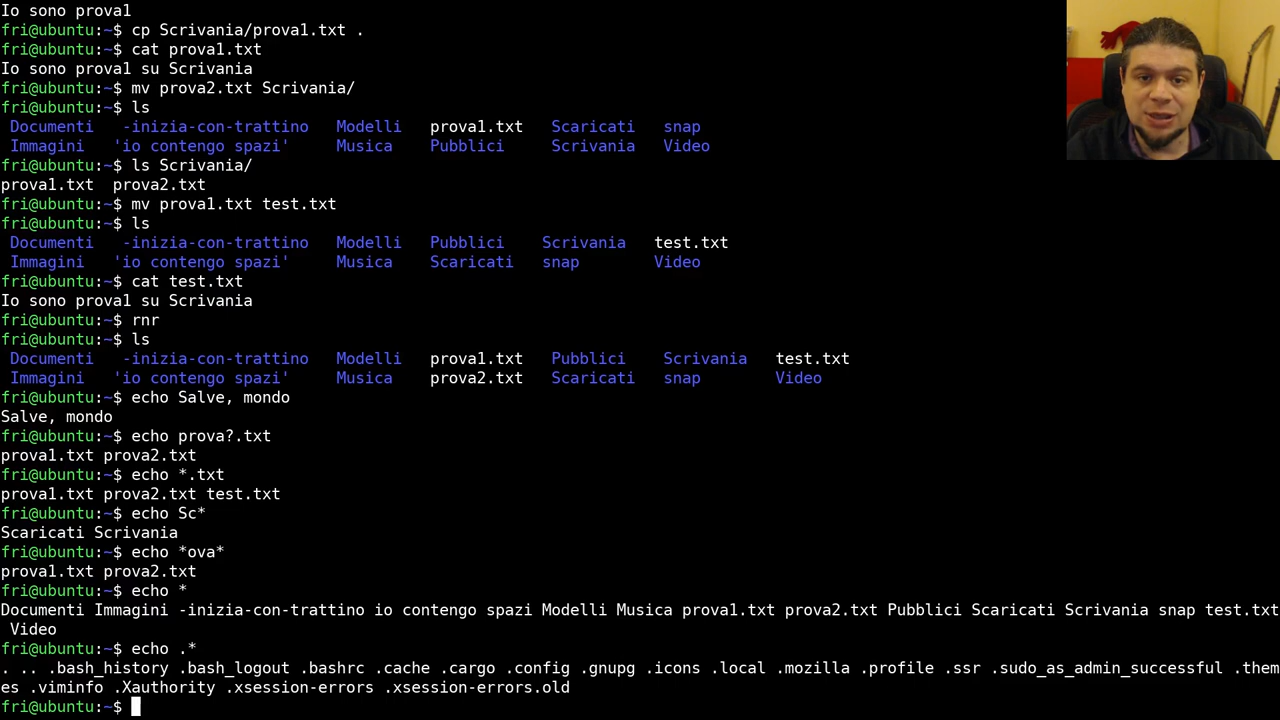 Io sono prova1
fri@ubuntu:~$ cp Scrivania/prova1.txt .
fri@ubuntu:~$ cat prova1.txt
Io sono prova1 su Scrivania
fri@ubuntu:~$ mv prova2.txt Scrivania/
fri@ubuntu:~$ ls
Documenti -inizia-con-trattino Modelli prova1.txt Scaricati snap
Immagini 'io contengo spazi' Musica Pubblici Scrivania Video
fri@ubuntu:~$ ls Scrivania/
prova1.txt prova2.txt
fri@ubuntu:~$ mv prova1.txt test.txt
fri@ubuntu:~$ ls
Documenti -inizia-con-trattino Modelli Pubblici Scrivania test.txt
Immagini 'io contengo spazi' Musica Scaricati snap Video
fri@ubuntu:~$ cat test.txt
Io sono prova1 su Scrivania
fri@ubuntu:~$ rnr
fri@ubuntu:~$ ls
Documenti -inizia-con-trattino Modelli prova1.txt Pubblici Scrivania test.txt
Immagini 'io contengo spazi' Musica prova2.txt Scaricati snap Video
fri@ubuntu:~$ echo Salve, mondo
Salve, mondo
fri@ubuntu:~$ echo prova?.txt
prova1.txt prova2.txt
fri@ubuntu:~$ echo *.txt
prova1.txt prova2.txt test.txt
fri@ubuntu:~$ echo Sc*
Scaricati Scrivania
fri@ubuntu:~$ echo *ova*
prova1.txt prova2.txt
fri@ubuntu:~$ echo *
Documenti Immagini -inizia-con-trattino io contengo spazi Modelli Musica prova1.txt prova2.txt Pubblici Scaricati Scrivania snap test.txt
Video
fri@ubuntu:~$ echo .*
. .. .bash_history .bash_logout .bashrc .cache .cargo .config .gnupg .icons .local .mozilla .profile .ssr .sudo_as_admin_successful .them
es .viminfo .Xauthority .xsession-errors .xsession-errors.old
fri@ubuntu:~$